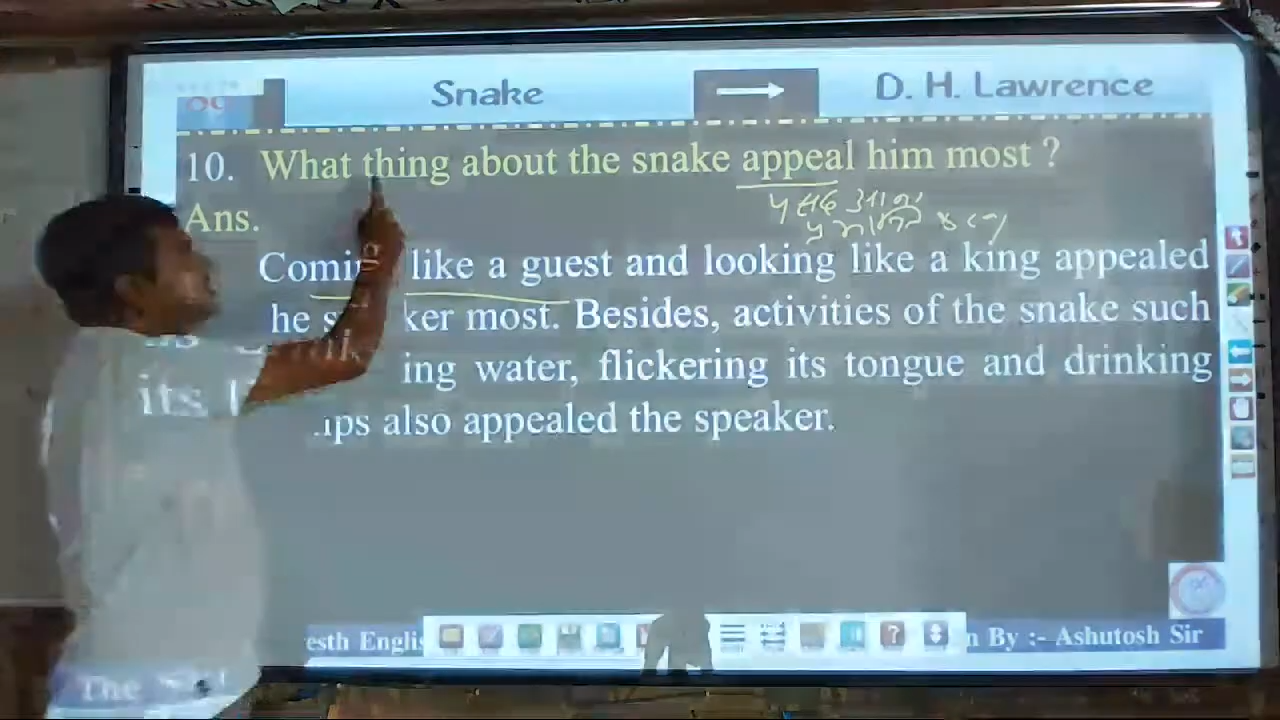 Snake D. H. Lawrence
10. What thing about the snake appeal him most ?
Ans.
like a guest and looking like a king appealed
he ker most. Besides, activities of the snake such
its ing water, flickering its tongue and drinking
also appealed the speaker.
By :- Ashutosh Sir
The